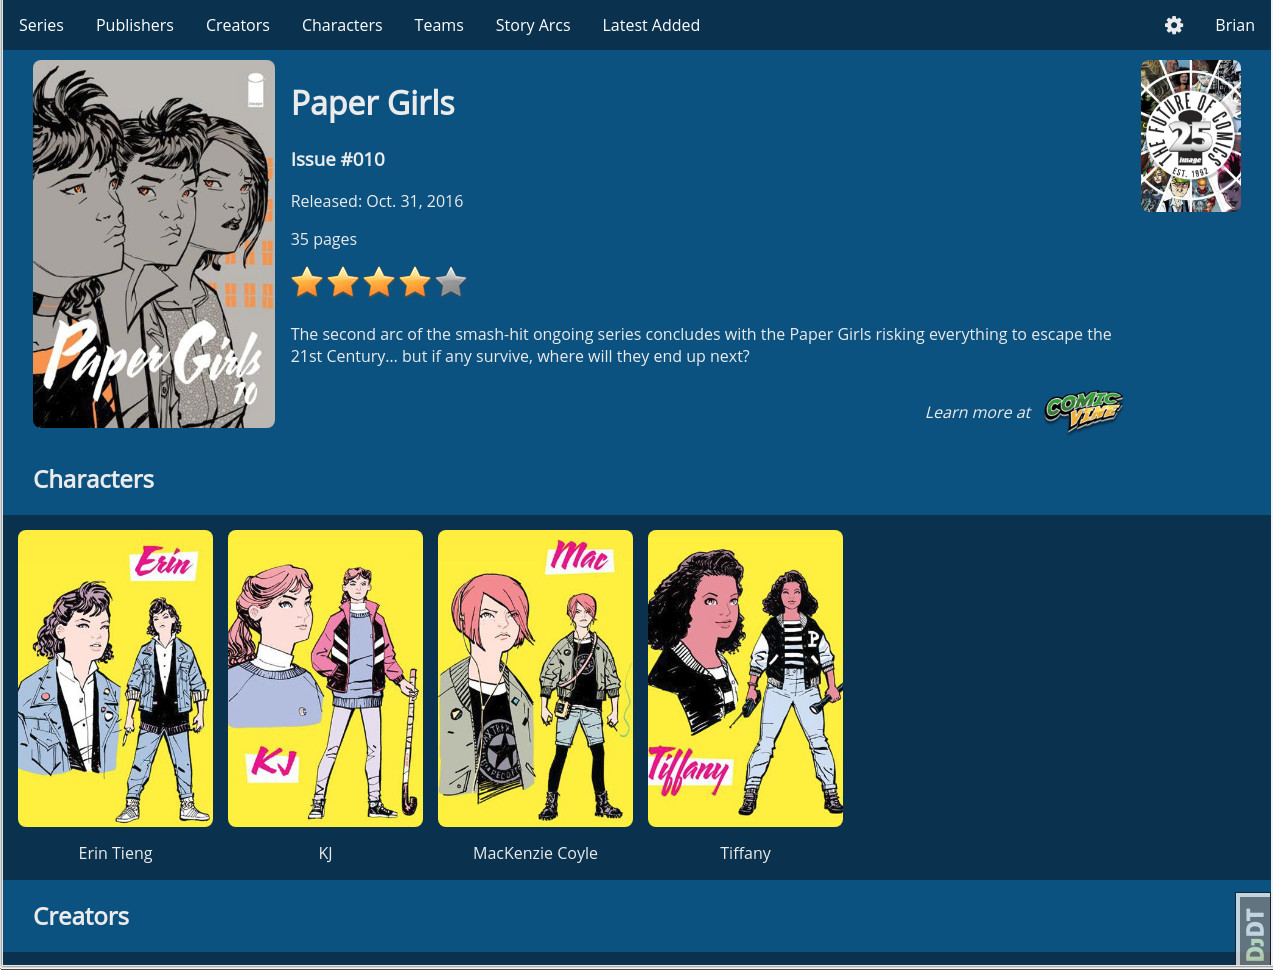 Series Publishers Creators Characters Teams Story Arcs Latest Added Brian
image
Paper Girls
10
Paper Girls
Issue #010
Released: Oct. 31, 2016
35 pages
The second arc of the smash-hit ongoing series concludes with the Paper Girls risking everything to escape the
21st Century... but if any survive, where will they end up next?
Learn more at COMIC VINE
THE FUTURE OF COMICS
25
image
EST. 1992
Characters
Erin
KJ
Mac
Tiffany
P
Erin Tieng KJ MacKenzie Coyle Tiffany
Creators
DjDT